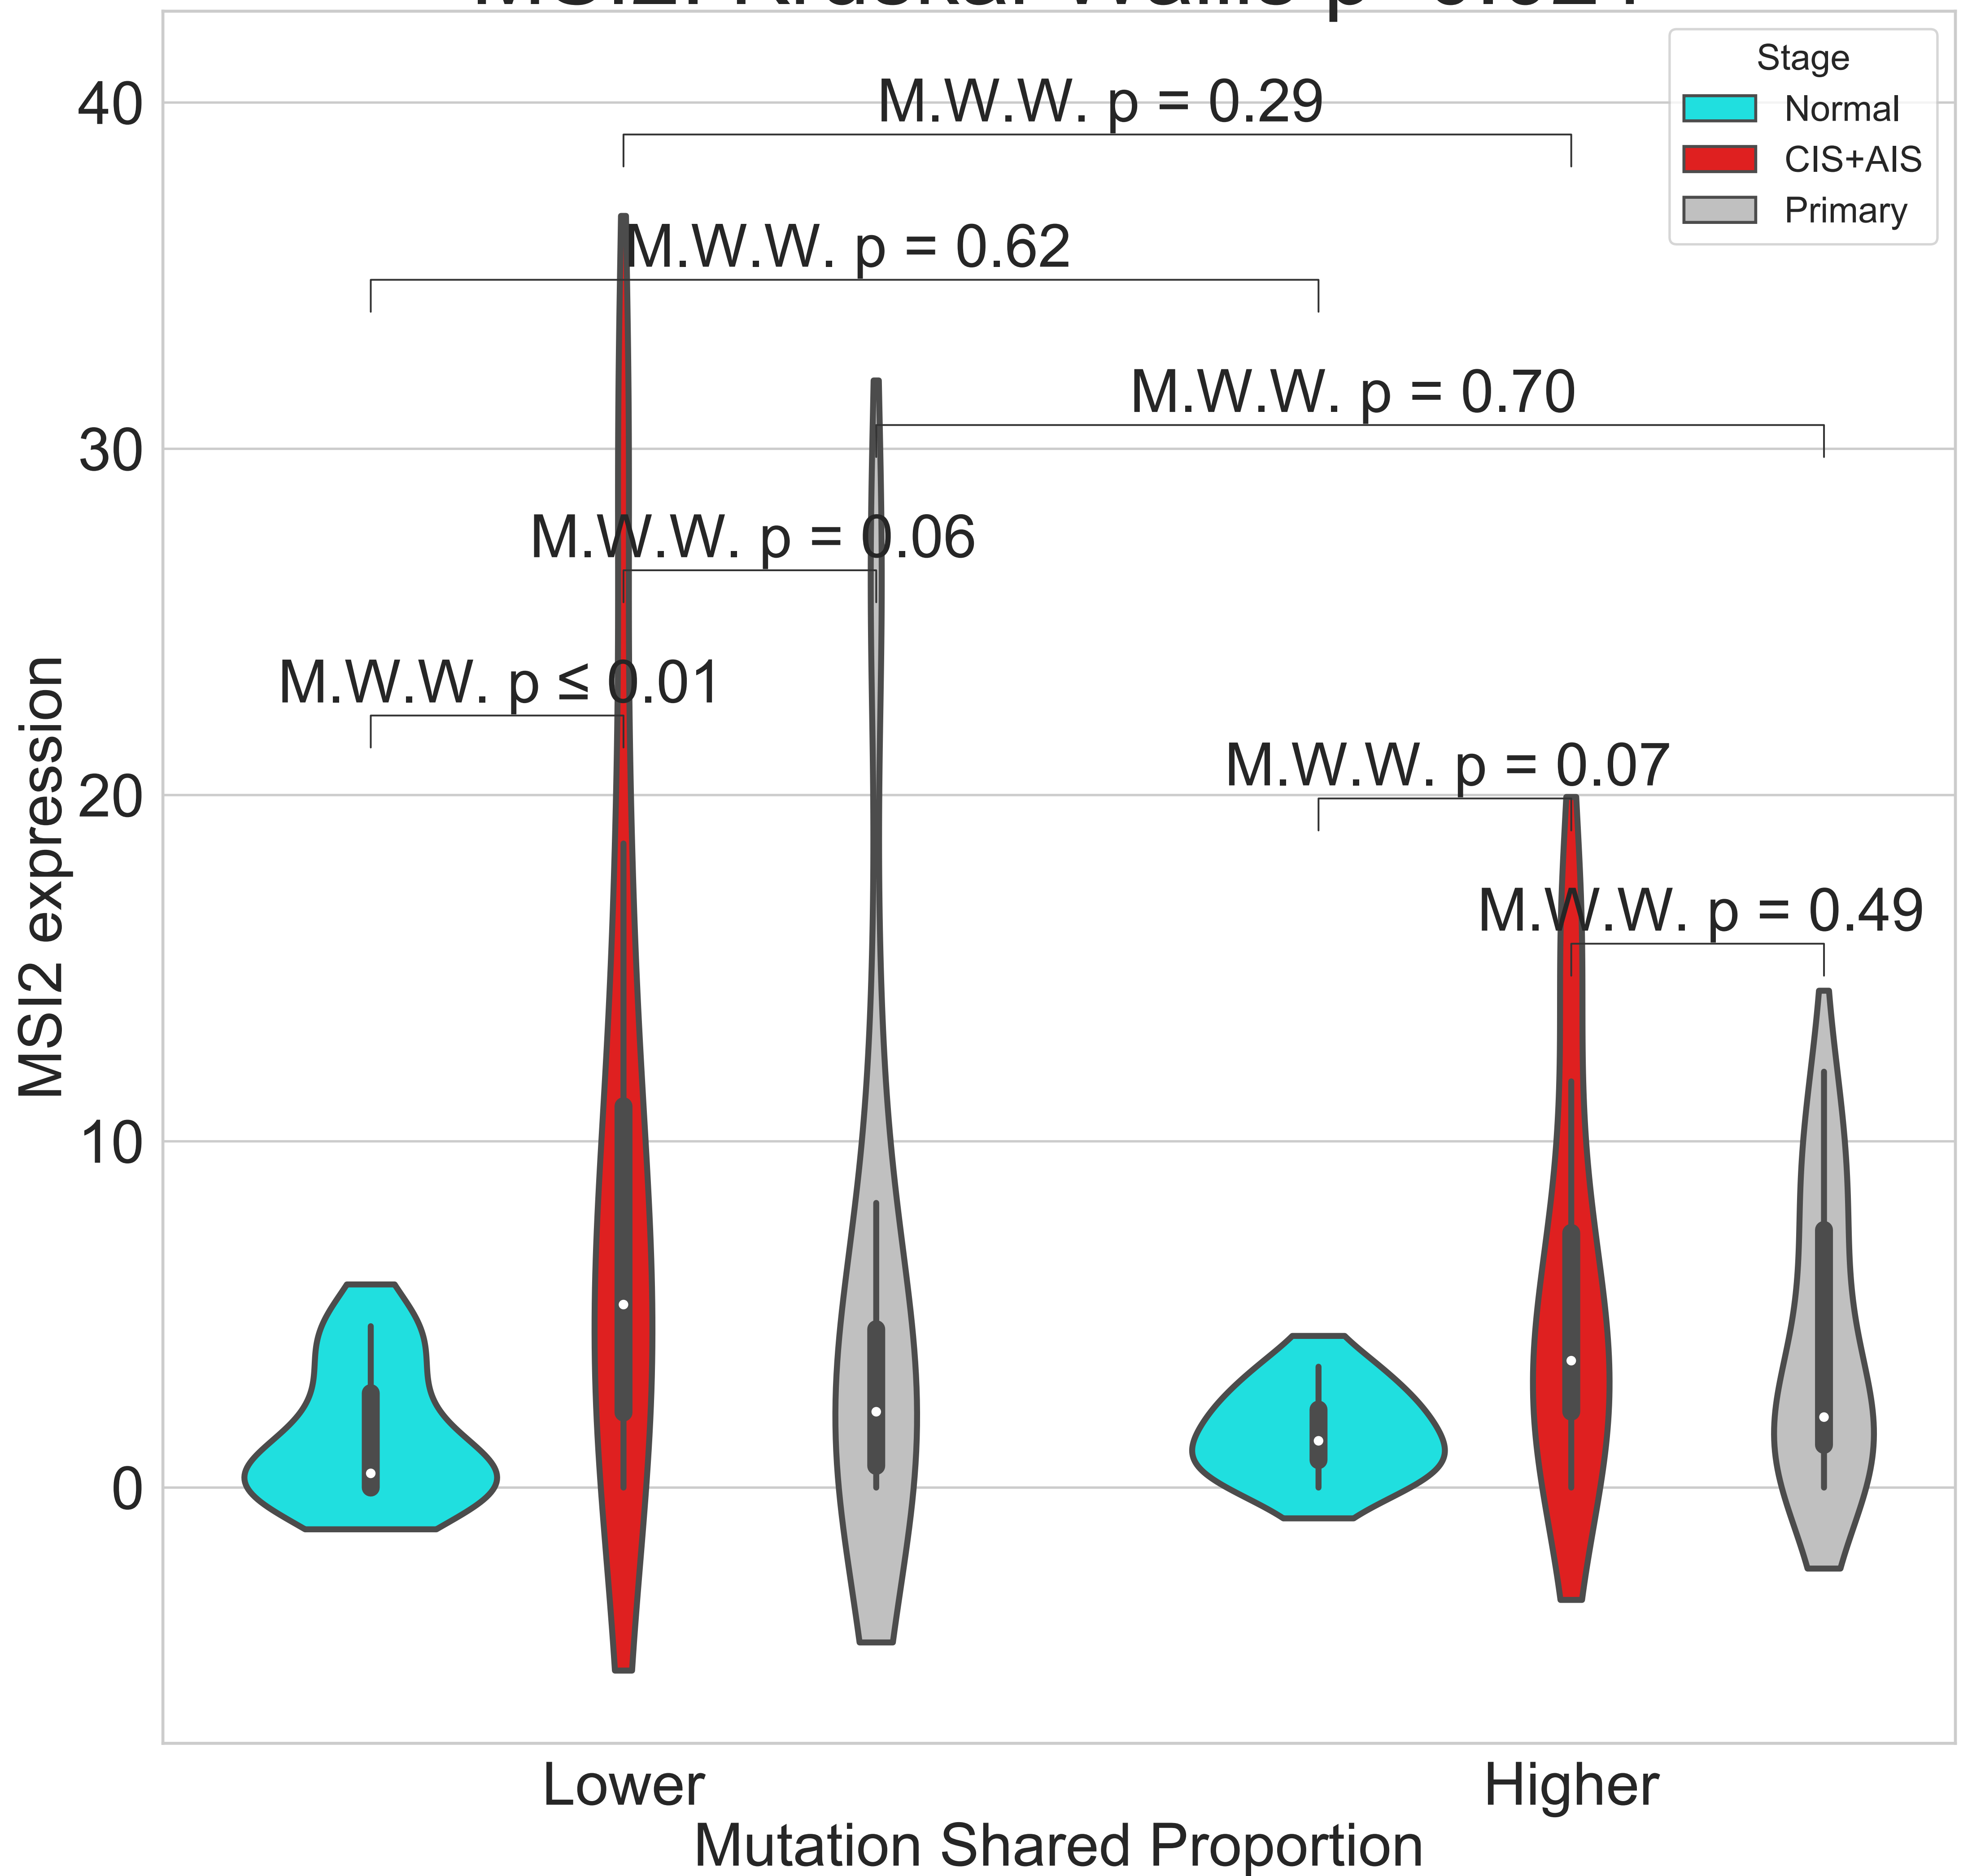 Stage
Normal
CIS+AIS
Primary
M.W.W. p = 0.29
M.W.W. p = 0.62
M.W.W. p = 0.70
M.W.W. p = 0.06
M.W.W. p ≤ 0.01
M.W.W. p = 0.07
M.W.W. p = 0.49
40
30
20
10
0
MSI2 expression
Lower
Higher
Mutation Shared Proportion